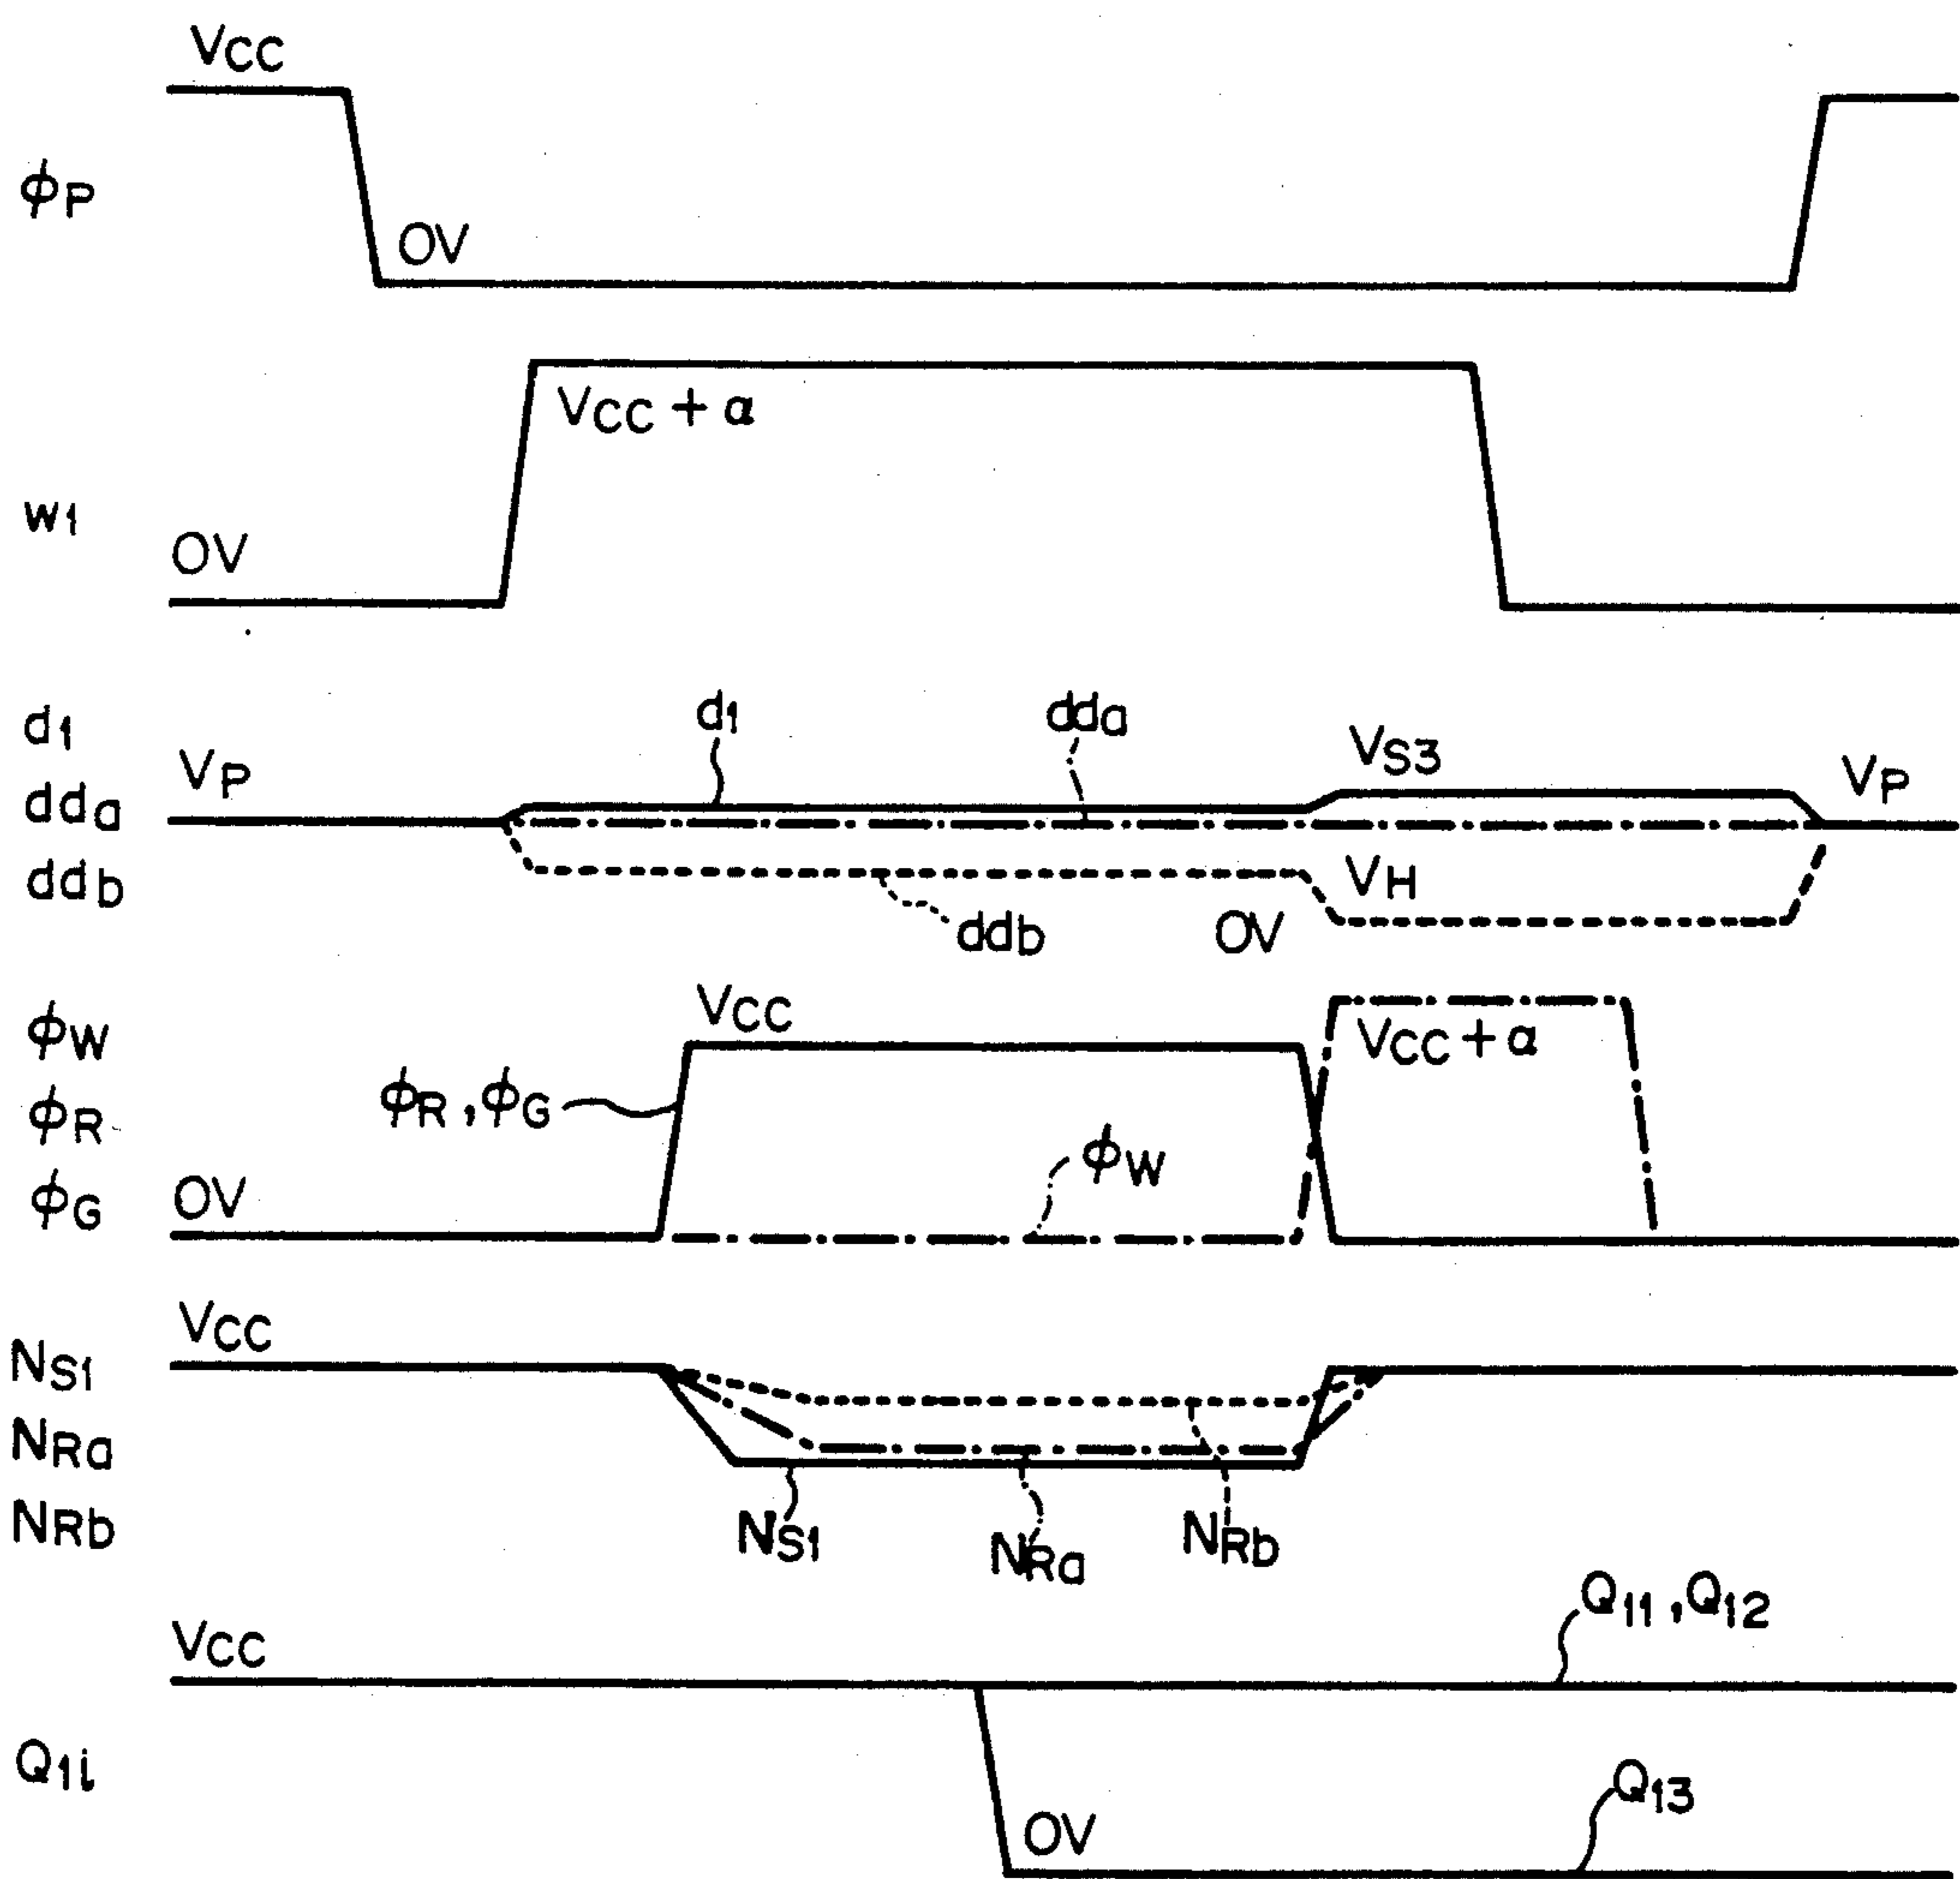 VCC
ϕP
OV
VCC + α
W1
OV
d1
dda
d1
VS3
VP
VP
dda
ddb
VH
ddb
OV
ϕW
VCC
VCC + α
ϕR
ϕR, ϕG
ϕW
ϕG
OV
VCC
NS1
NRa
NRb
NS1
NRa
NRb
Q11, Q12
VCC
Q1i
Q13
OV